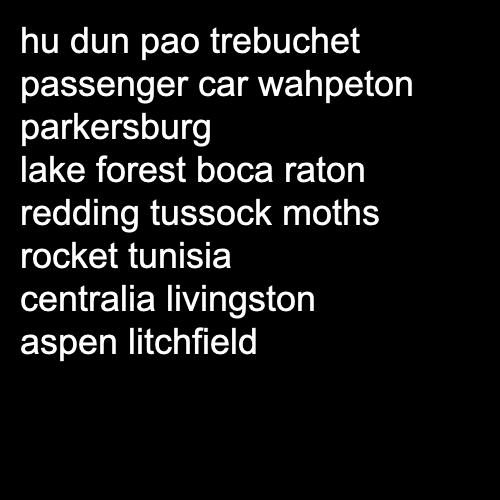 hu dun pao trebuchet
passenger car wahpeton
parkersburg
lake forest boca raton
redding tussock moths
rocket tunisia
centralia livingston
aspen litchfield